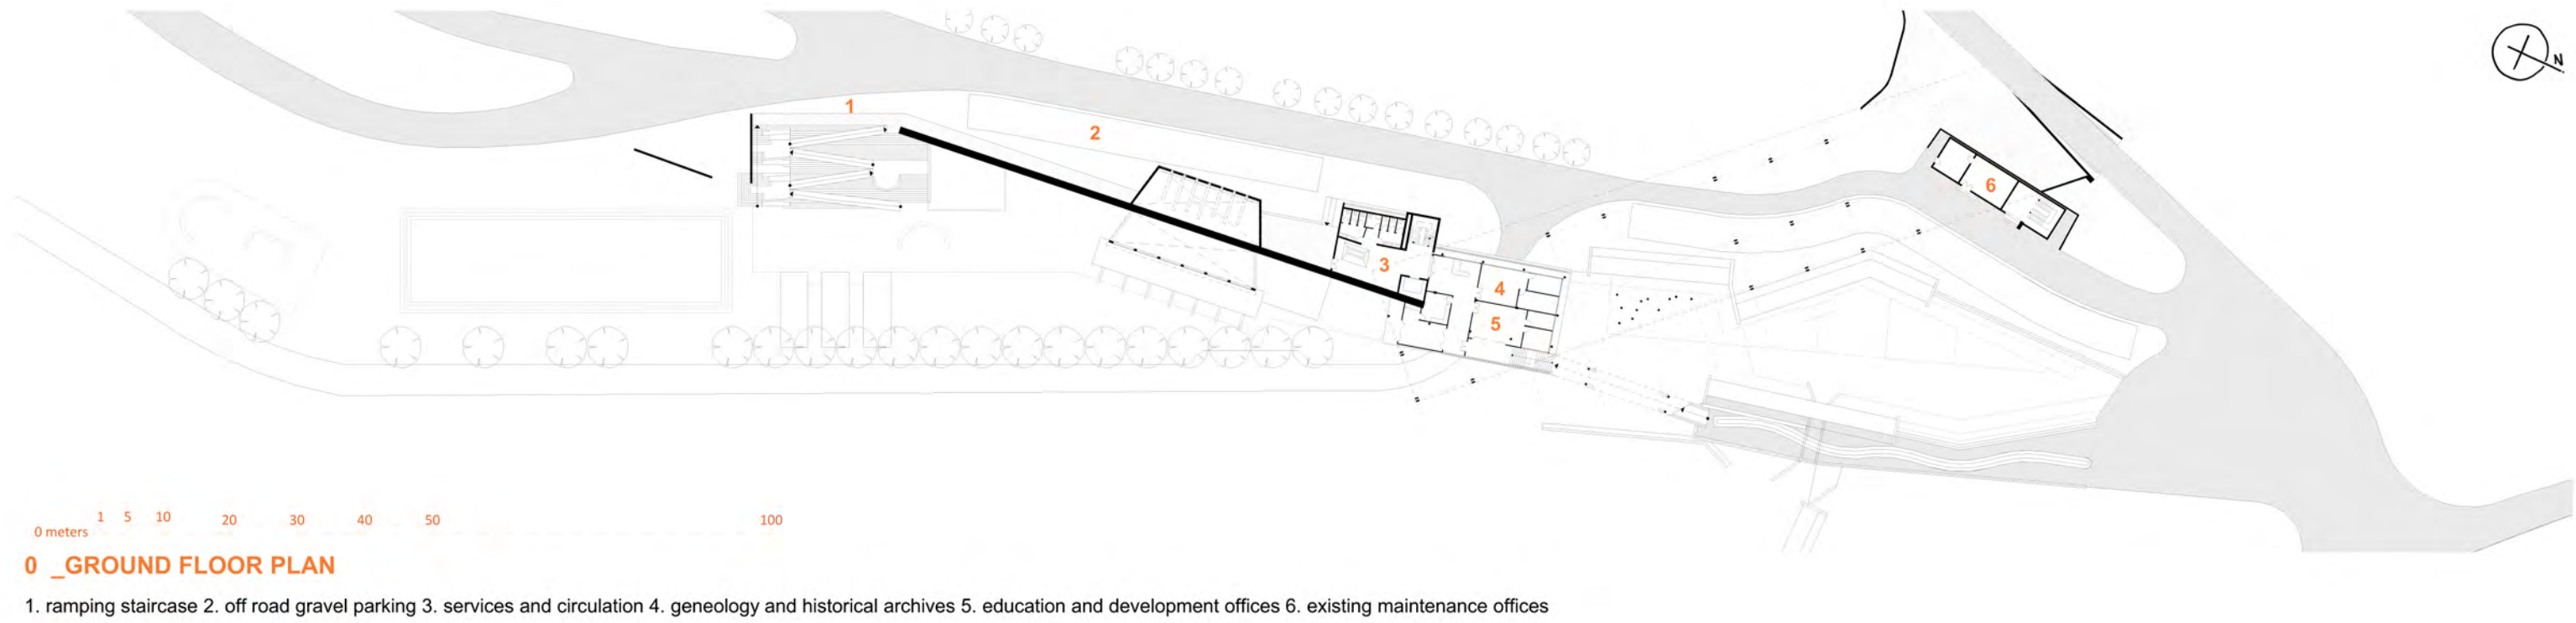 N
1
2
3
4
5
6
0 meters 1 5 10 20 30 40 50 100
0 _GROUND FLOOR PLAN
1. ramping staircase 2. off road gravel parking 3. services and circulation 4. geneology and historical archives 5. education and development offices 6. existing maintenance offices